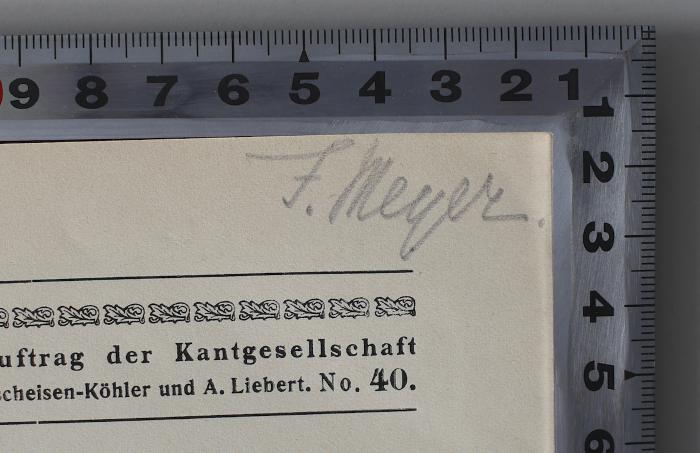 9 8 7 6 5 4 3 2 1
1
2
3
4
5
6
F. Meyer.
uftrag der Kantgesellschaft
scheisen-Köhler und A. Liebert. No. 40.